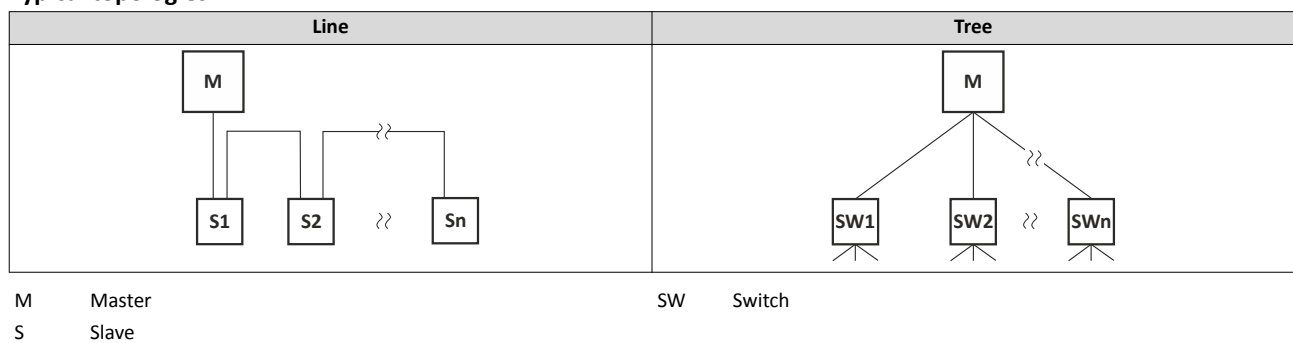 Line Tree
M M
S1 S2 Sn SW1 SW2 SWn
M Master SW Switch
S Slave